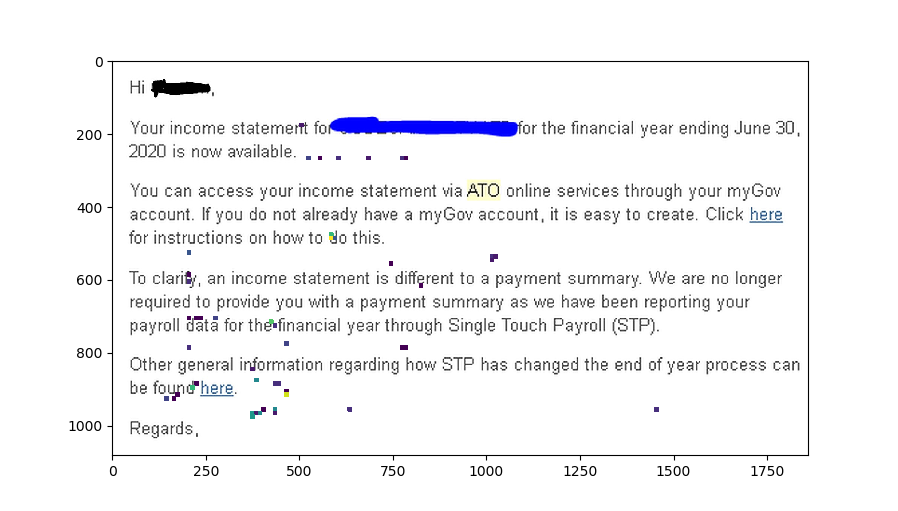 0
200
400
600
800
1000
0
250
500
750
1000
1250
1500
1750
Hi ,
Your income statement for for the financial year ending June 30,
2020 is now available.
You can access your income statement via ATO online services through your myGov
account. If you do not already have a myGov account, it is easy to create. Click here
for instructions on how to do this.
To clarify, an income statement is different to a payment summary. We are no longer
required to provide you with a payment summary as we have been reporting your
payroll data for the financial year through Single Touch Payroll (STP).
Other general information regarding how STP has changed the end of year process can
be found here.
Regards,